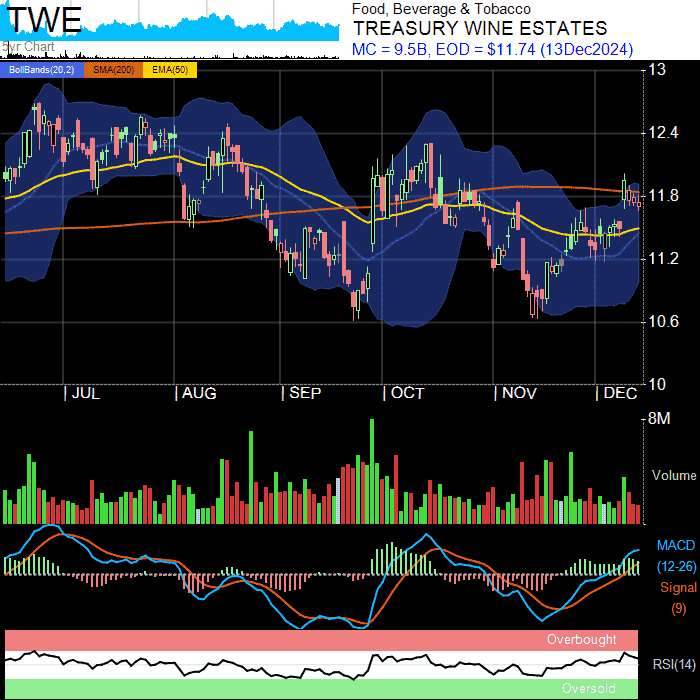 TWE
5yr Chart
Food, Beverage & Tobacco
TREASURY WINE ESTATES
MC = 9.5B, EOD = $11.74 (13Dec2024)
BollBands(20,2) SMA(200) EMA(50)
13
12.4
11.8
11.2
10.6
10
JUL AUG SEP OCT NOV DEC
8M
Volume
MACD
(12-26)
Signal
(9)
Overbought
RSI(14)
Oversold